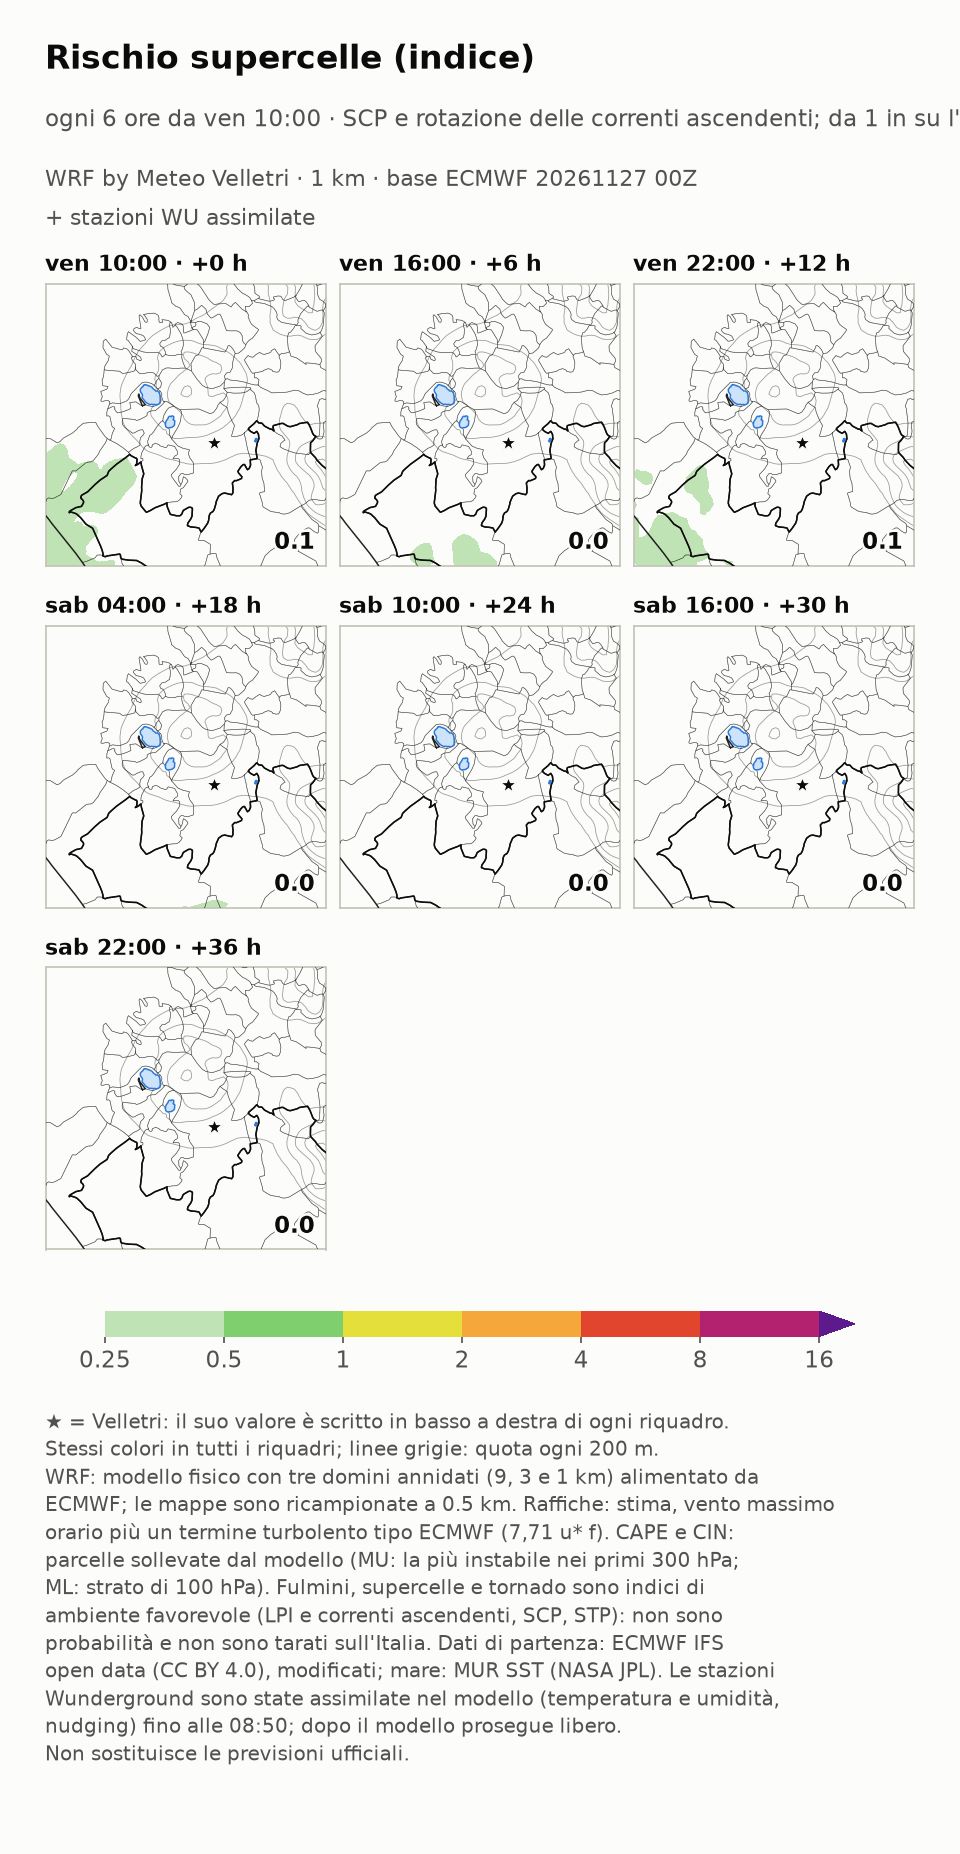 Rischio supercelle (indice)
ogni 6 ore da ven 10:00 · SCP e rotazione delle correnti ascendenti; da 1 in su l'
WRF by Meteo Velletri · 1 km · base ECMWF 20261127 00Z
+ stazioni WU assimilate
ven 10:00 · +0 h
ven 16:00 · +6 h
ven 22:00 · +12 h
0.1
0.0
0.1
sab 04:00 · +18 h
sab 10:00 · +24 h
sab 16:00 · +30 h
0.0
0.0
0.0
sab 22:00 · +36 h
0.0
0.25
0.5
1
2
4
8
16
★ = Velletri: il suo valore è scritto in basso a destra di ogni riquadro.
Stessi colori in tutti i riquadri; linee grigie: quota ogni 200 m.
WRF: modello fisico con tre domini annidati (9, 3 e 1 km) alimentato da
ECMWF; le mappe sono ricampionate a 0.5 km. Raffiche: stima, vento massimo
orario più un termine turbolento tipo ECMWF (7,71 u* f). CAPE e CIN:
parcelle sollevate dal modello (MU: la più instabile nei primi 300 hPa;
ML: strato di 100 hPa). Fulmini, supercelle e tornado sono indici di
ambiente favorevole (LPI e correnti ascendenti, SCP, STP): non sono
probabilità e non sono tarati sull'Italia. Dati di partenza: ECMWF IFS
open data (CC BY 4.0), modificati; mare: MUR SST (NASA JPL). Le stazioni
Wunderground sono state assimilate nel modello (temperatura e umidità,
nudging) fino alle 08:50; dopo il modello prosegue libero.
Non sostituisce le previsioni ufficiali.